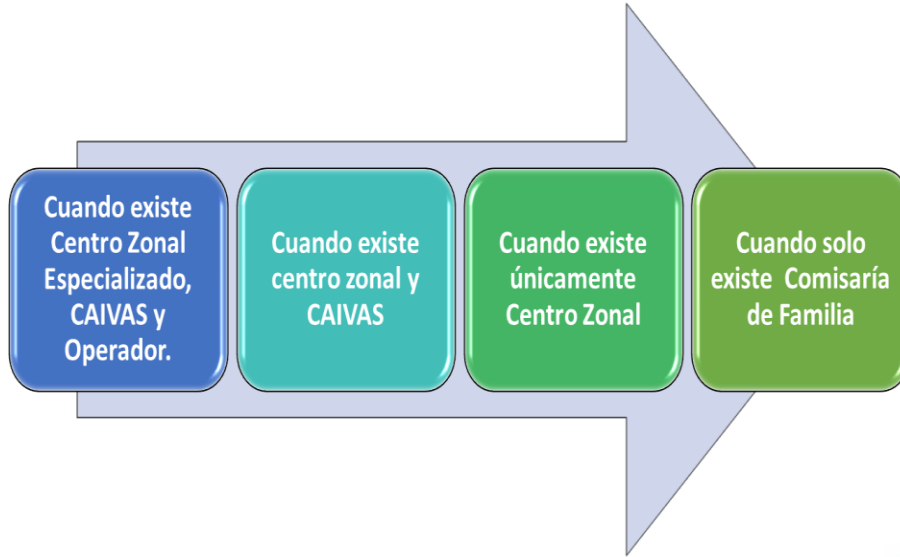 Cuando existe
Centro Zonal
Especializado,
CAIVAS y
Operador.
Cuando existe
centro zonal y
CAIVAS
Cuando existe
únicamente
Centro Zonal
Cuando solo
existe Comisaría
de Familia